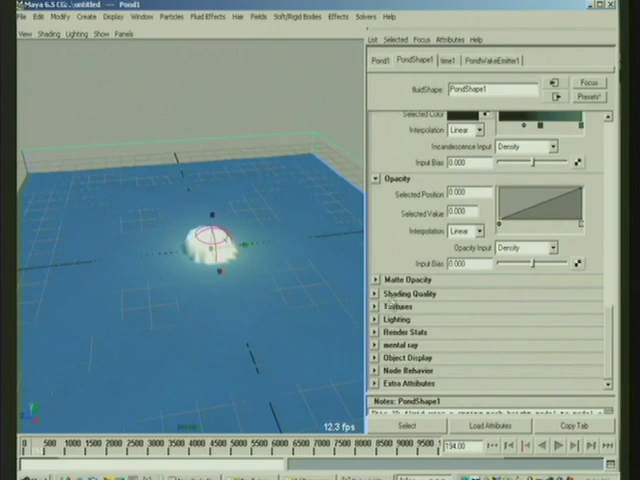 Maya 6.5 CG: .\untitled --- Pond1
File Edit Modify Create Display Window Particles Fluid Effects Fur Hair Fields Soft/Rigid Bodies Effects Solvers Help
View Shading Lighting Show Panels
List Selected Focus Attributes Help
Pond1 PondShape1 time1 PondWakeEmitter1
fluidShape: PondShape1 Focus
Presets*
Selected Color
Interpolation Linear
Incandescence Input Density
Input Bias 0.000
Opacity
Selected Position 0.000
Selected Value 0.000
Interpolation Linear
Opacity Input Density
Input Bias 0.000
Matte Opacity
Shading Quality
Textures
Lighting
Render Stats
mental ray
Object Display
Node Behavior
Extra Attributes
Notes: PondShape1
Select Load Attributes Copy Tab
persp
12.3 fps
0 500 1000 1500 2000 2500 3000 3500 4000 4500 5000 5500 6000 6500 7000 7500 8000 8500 9000 9500 194.00